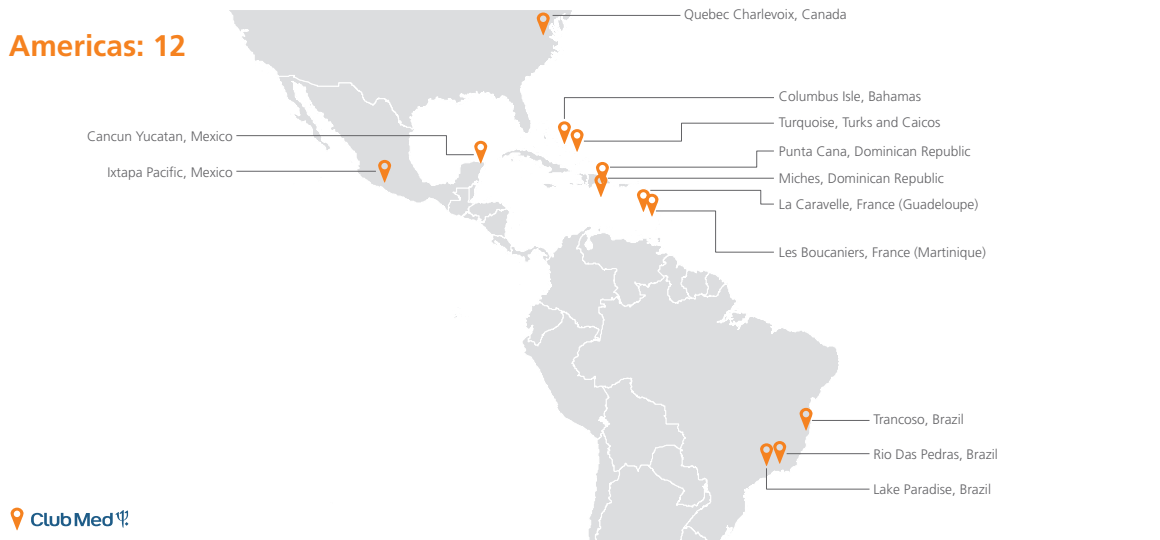 Americas: 12
Quebec Charlevoix, Canada
Columbus Isle, Bahamas
Turquoise, Turks and Caicos
Cancun Yucatan, Mexico
Punta Cana, Dominican Republic
Ixtapa Pacific, Mexico
Miches, Dominican Republic
La Caravelle, France (Guadeloupe)
Les Boucaniers, France (Martinique)
Trancoso, Brazil
Rio Das Pedras, Brazil
Lake Paradise, Brazil
Club Med